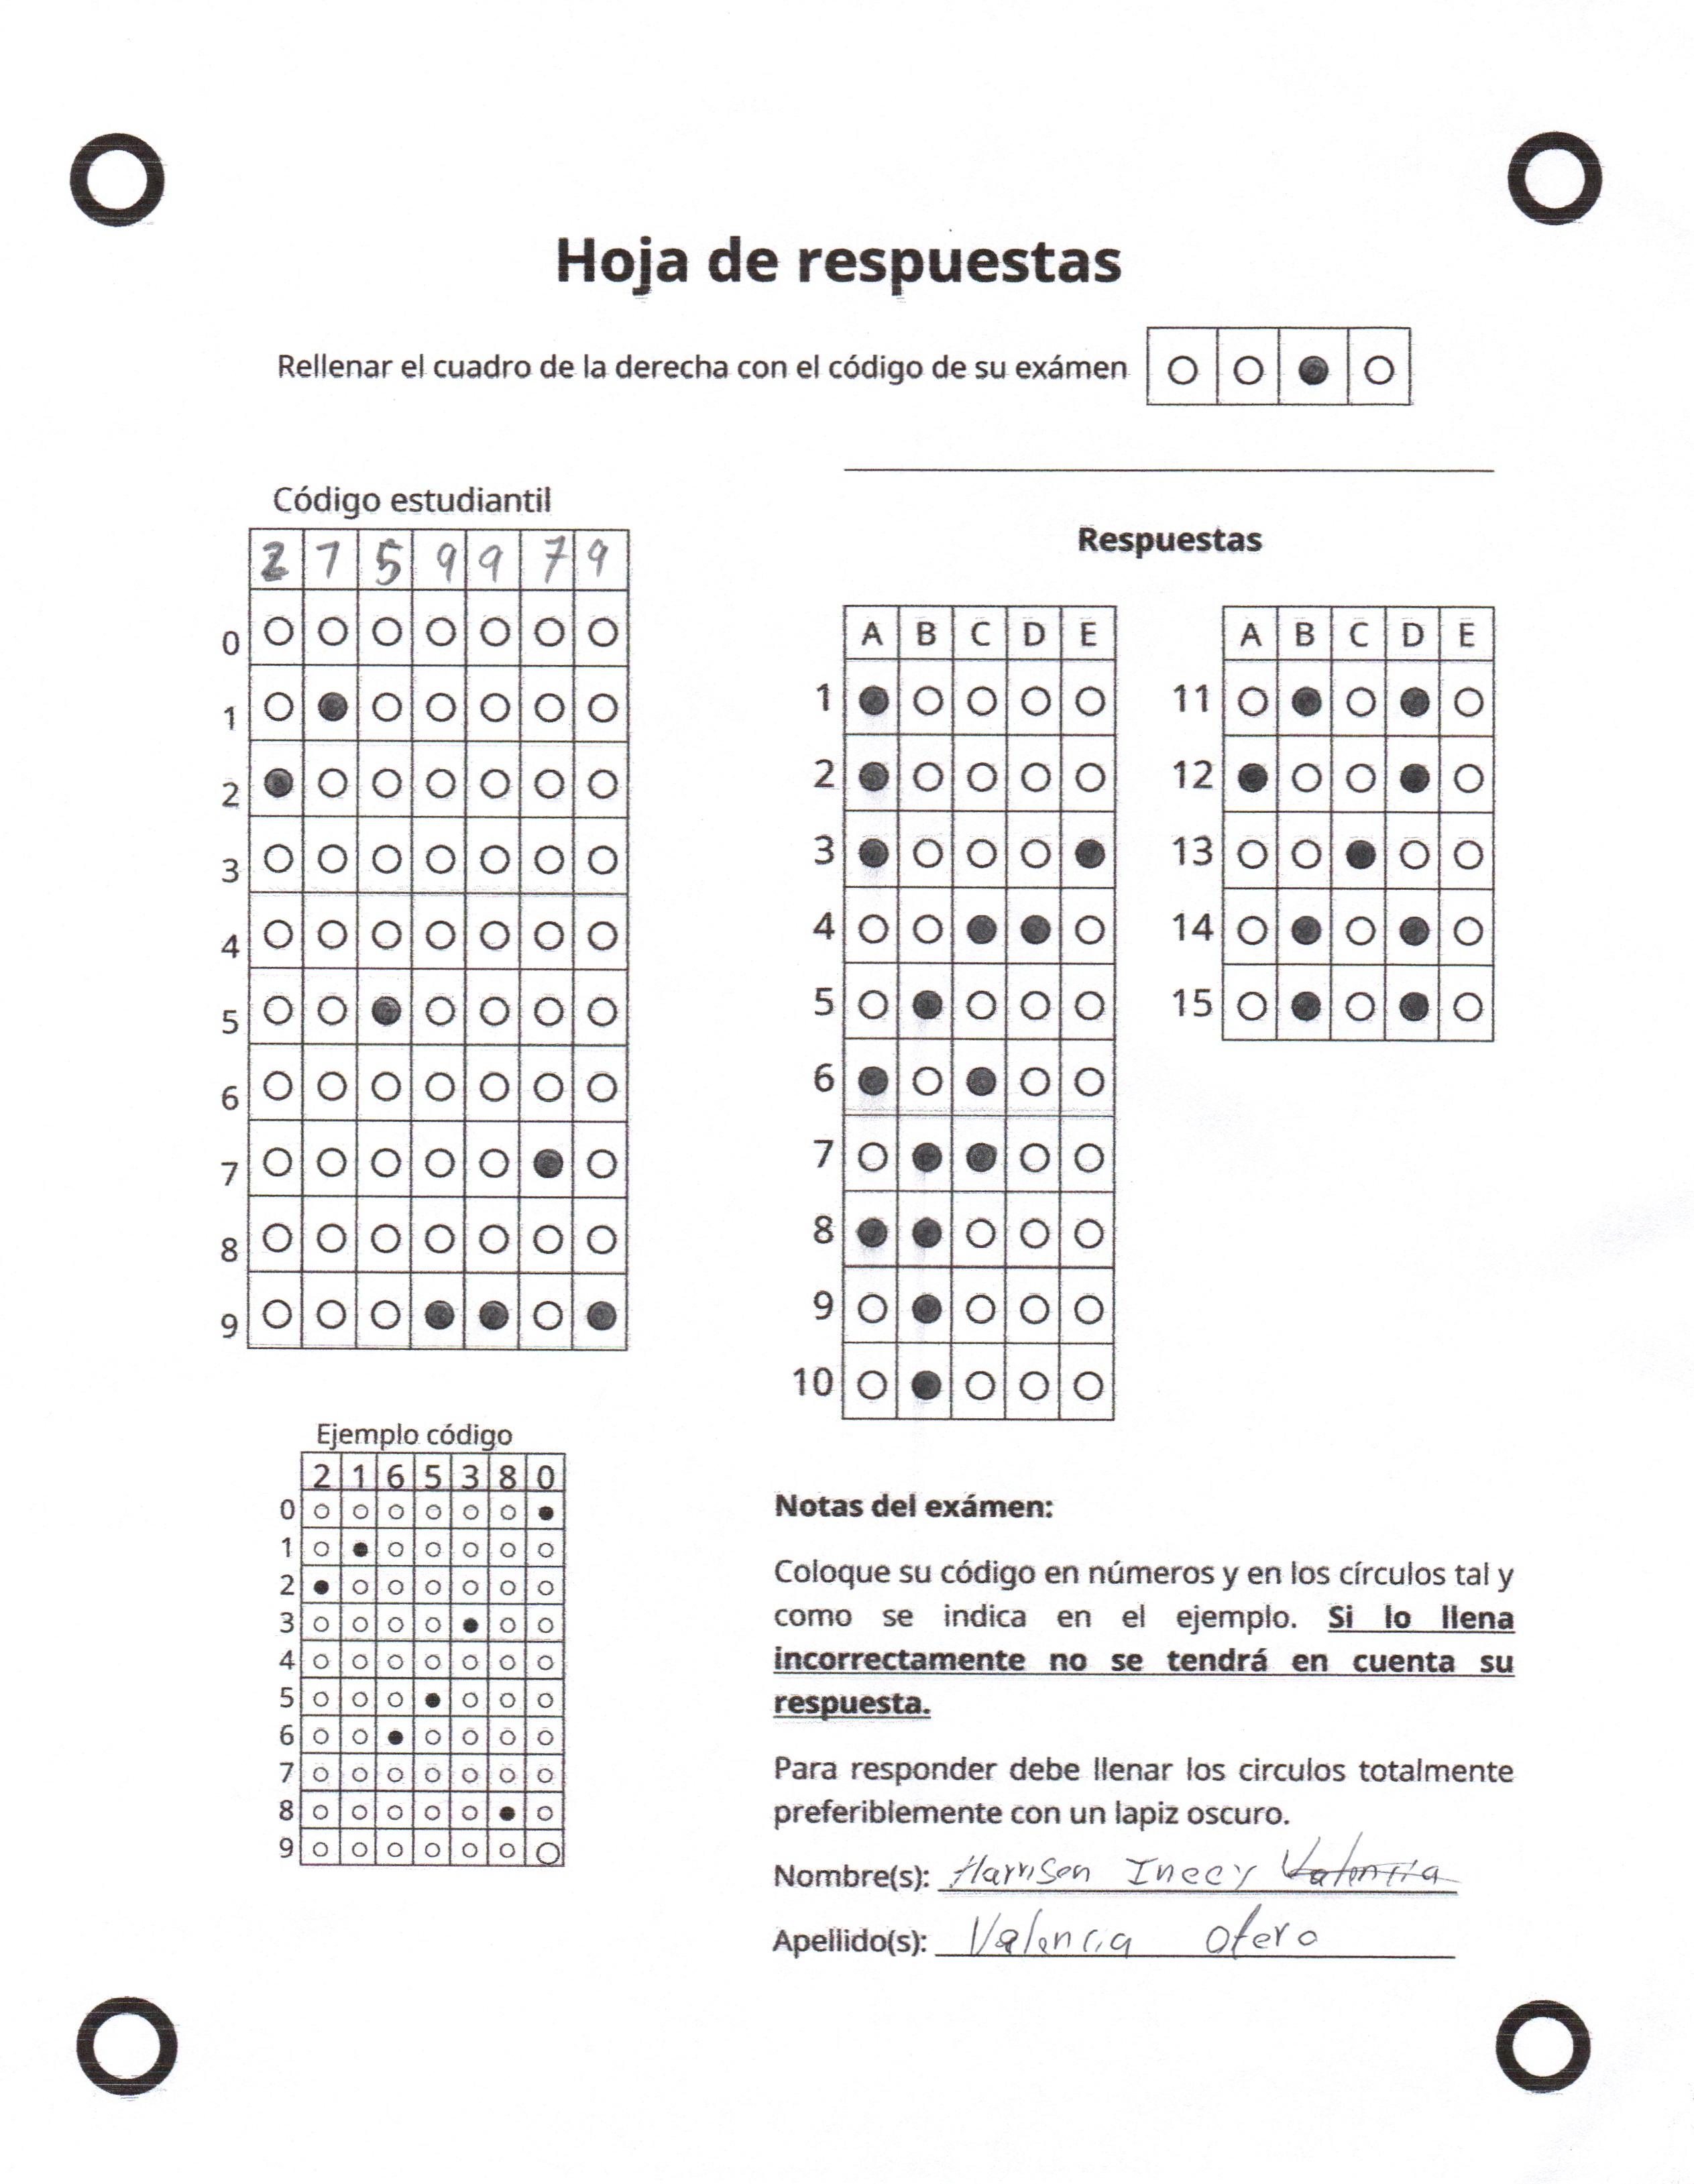 Hoja de respuestas
Rellenar el cuadro de la derecha con el código de su exámen
Código estudiantil
2 7 5 9 9 7 9
0
1
2
3
4
5
6
7
8
9
Respuestas
A B C D E
1
2
3
4
5
6
7
8
9
10
A B C D E
11
12
13
14
15
Ejemplo código
2 1 6 5 3 8 0
0
1
2
3
4
5
6
7
8
9
Notas del exámen:
Coloque su código en números y en los círculos tal y
como se indica en el ejemplo. Si lo llena
incorrectamente no se tendrá en cuenta su
respuesta.
Para responder debe llenar los circulos totalmente
preferiblemente con un lapiz oscuro.
Nombre(s): Harrison Ineey Valencia
Apellido(s): Valencia Otero